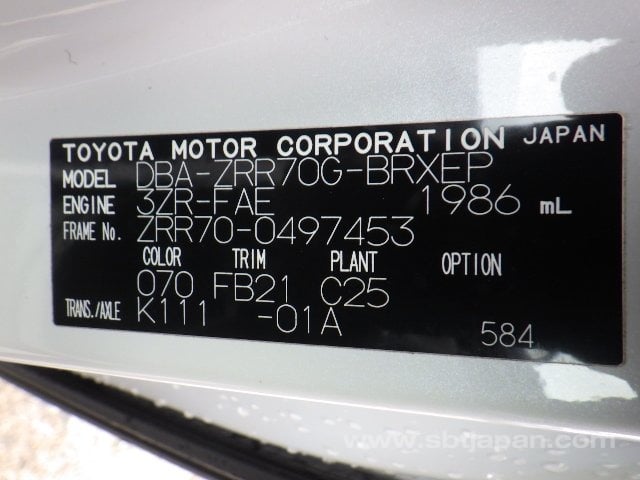 TOYOTA MOTOR CORPORATION JAPAN
MODEL DBA-ZRR70G-BRXEP
ENGINE 3ZR-FAE 1986 mL
FRAME No. ZRR70-0497453
COLOR TRIM PLANT OPTION
070 FB21 C25
TRANS./AXLE K111 -01A
584
www.sbtjapan.com